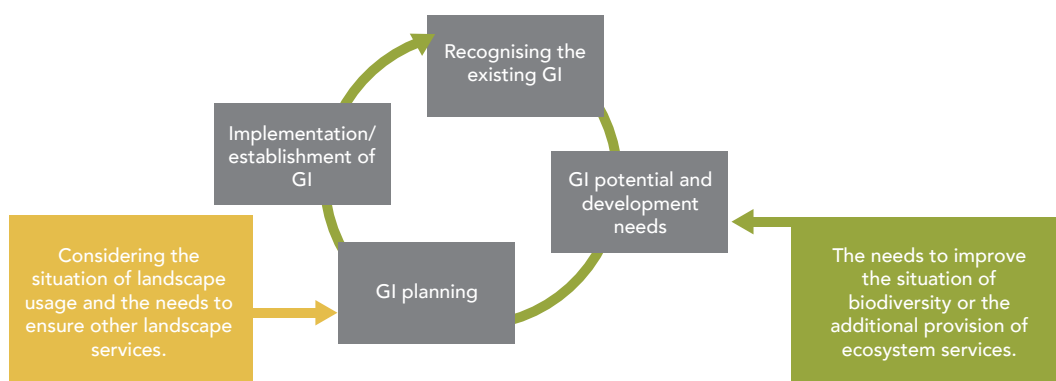 Recognising the
existing GI
Implementation/
establishment of
GI
GI potential and
development
needs
GI planning
Considering the
situation of landscape
usage and the needs to
ensure other landscape
services.
The needs to improve
the situation of
biodiversity or the
additional provision of
ecosystem services.